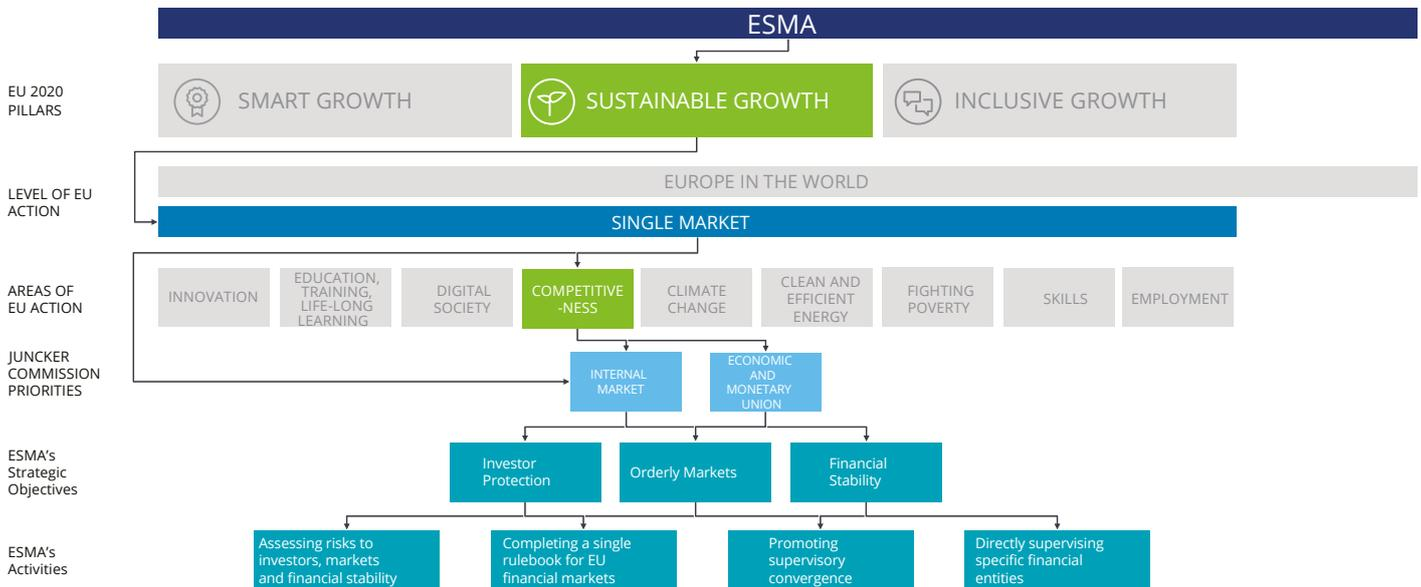 ESMA
EU 2020
PILLARS
SMART GROWTH
SUSTAINABLE GROWTH
INCLUSIVE GROWTH
LEVEL OF EU
ACTION
EUROPE IN THE WORLD
SINGLE MARKET
AREAS OF
EU ACTION
INNOVATION
EDUCATION,
TRAINING,
LIFE-LONG
LEARNING
DIGITAL
SOCIETY
COMPETITIVE
-NESS
CLIMATE
CHANGE
CLEAN AND
EFFICIENT
ENERGY
FIGHTING
POVERTY
SKILLS
EMPLOYMENT
JUNCKER
COMMISSION
PRIORITIES
INTERNAL
MARKET
ECONOMIC
AND
MONETARY
UNION
ESMA’s
Strategic
Objectives
Investor
Protection
Orderly Markets
Financial
Stability
ESMA’s
Activities
Assessing risks to
investors, markets
and financial stability
Completing a single
rulebook for EU
financial markets
Promoting
supervisory
convergence
Directly supervising
specific financial
entities